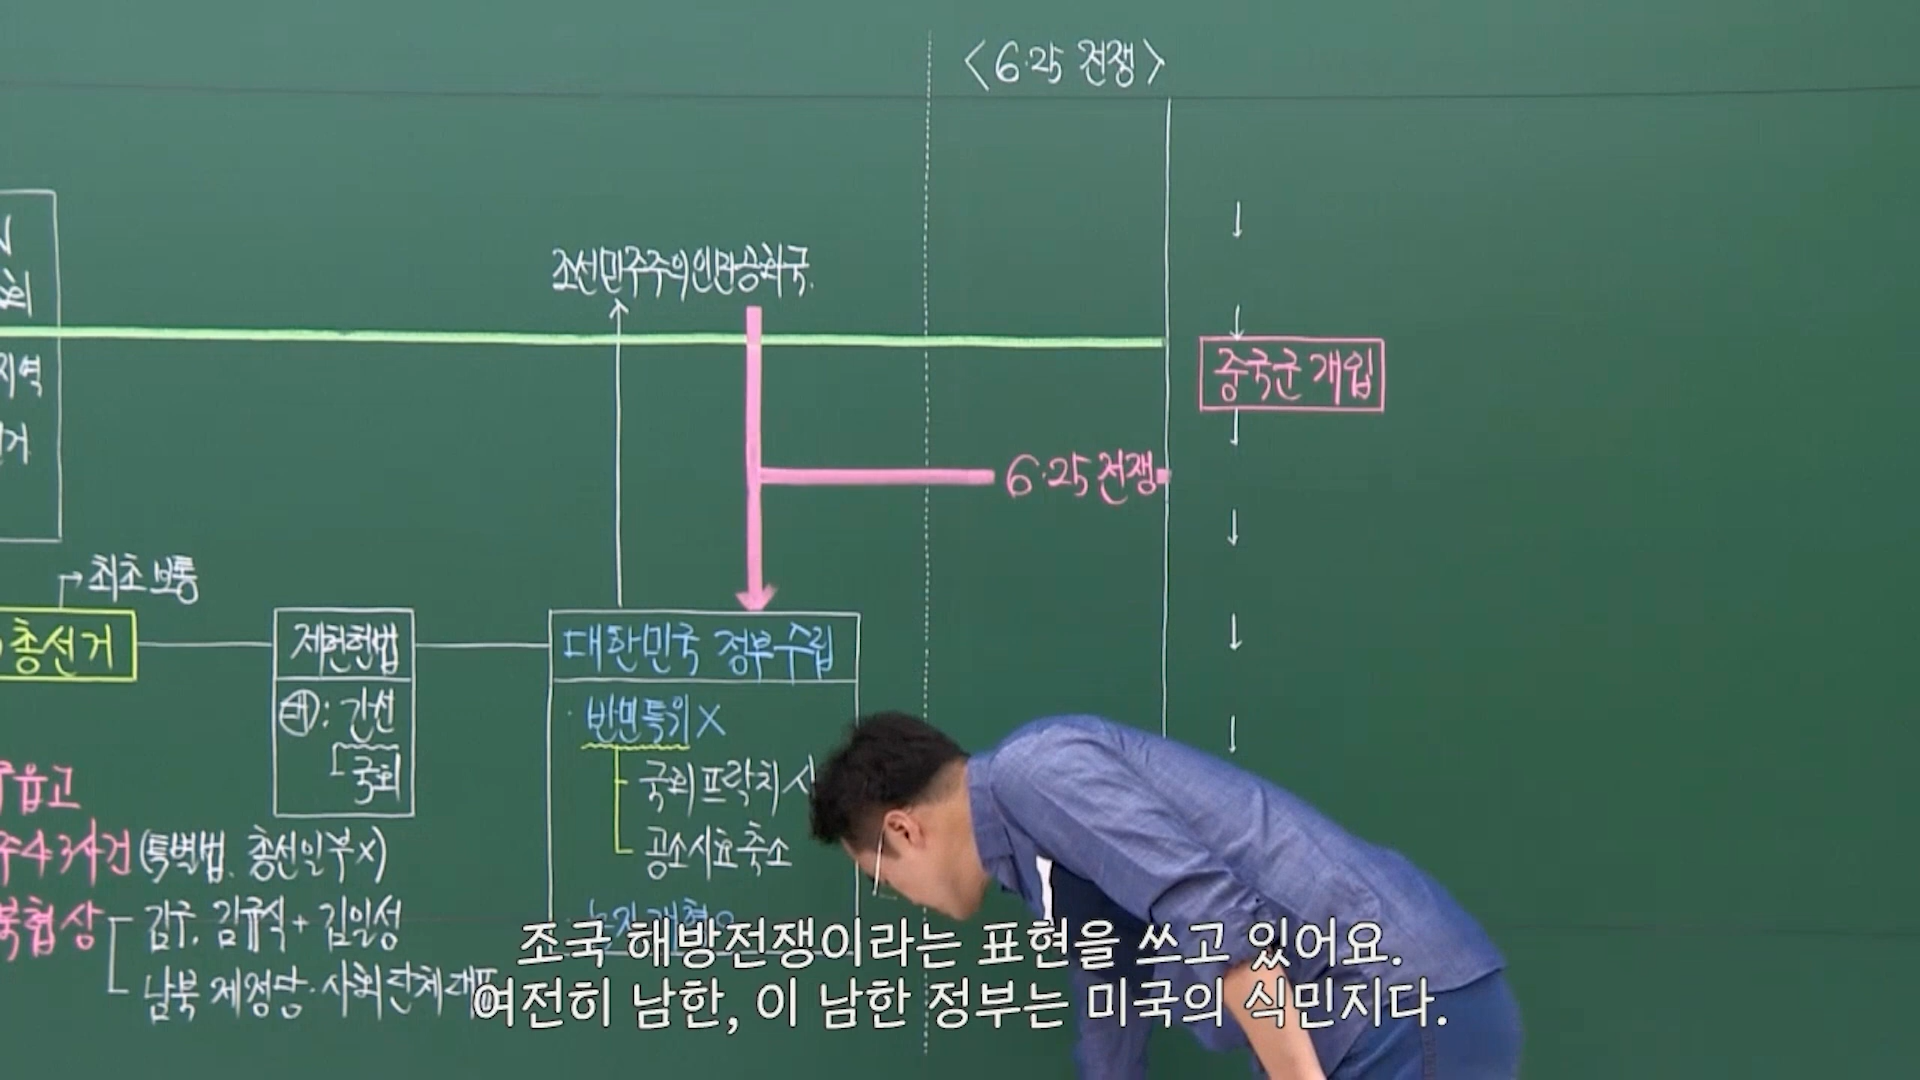 <6·25 전쟁>
조선민주주의인민공화국.
회
지역
거
중국군 개입
6·25 전쟁
→최초 보통
총선거
제헌헌법
대한민국 정부수립
대: 간선
국회
· 반민특위 X
국회프락치 사
공소시효 축소
읍고
주4·3사건 (특별법. 총선일부X)
북협상
김구. 김규식 + 김일성
남북 제정당·사회단체대표
조국 해방전쟁이라는 표현을 쓰고 있어요.
여전히 남한, 이 남한 정부는 미국의 식민지다.